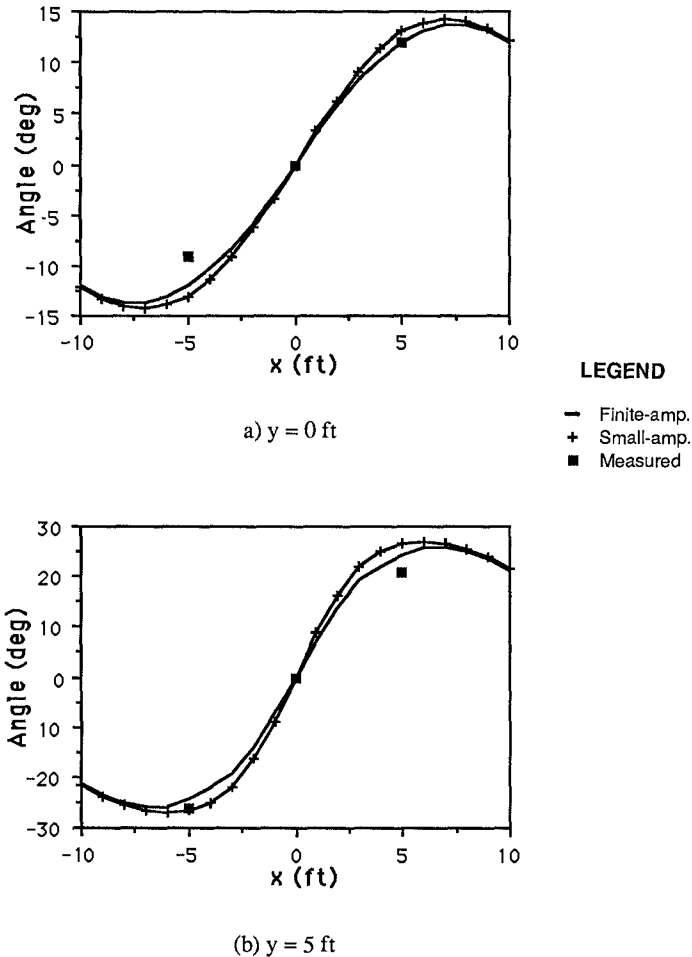 15
10
5
0
-5
-10
-15
Angle (deg)
-10 -5 0 5 10
x (ft)
a) y = 0 ft
LEGEND
Finite-amp.
Small-amp.
Measured
30
20
10
0
10
-20
-30
Angle (deg)
-10 -5 0 5 10
x (ft)
(b) y = 5 ft